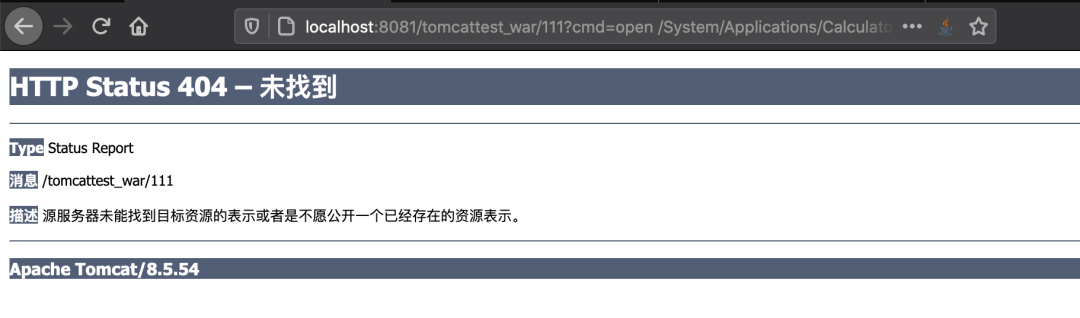 localhost:8081/tomcattest_war/111?cmd=open /System/Applications/Calculato
HTTP Status 404 – 未找到
Type Status Report
消息 /tomcattest_war/111
描述 源服务器未能找到目标资源的表示或者是不愿公开一个已经存在的资源表示。
Apache Tomcat/8.5.54